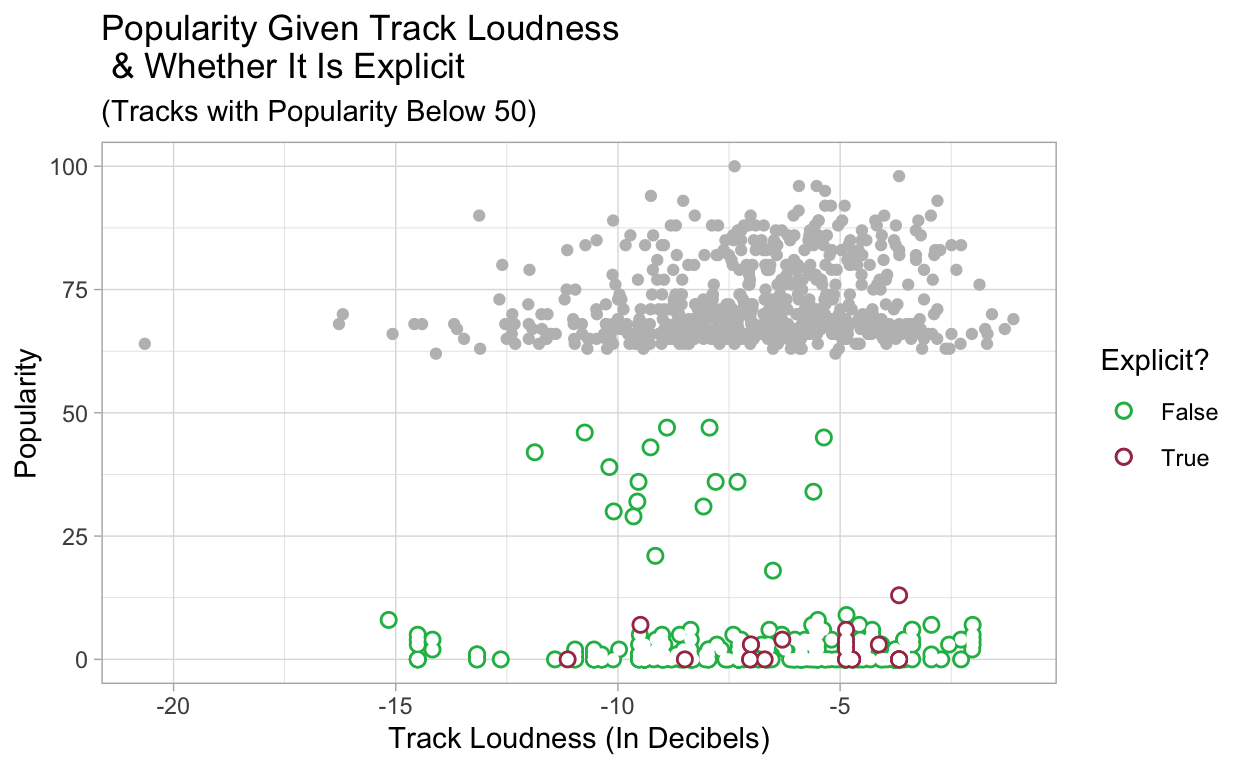 Popularity Given Track Loudness
& Whether It Is Explicit
(Tracks with Popularity Below 50)
Popularity
100
75
50
25
0
-20
-15
-10
-5
Track Loudness (In Decibels)
Explicit?
False
True